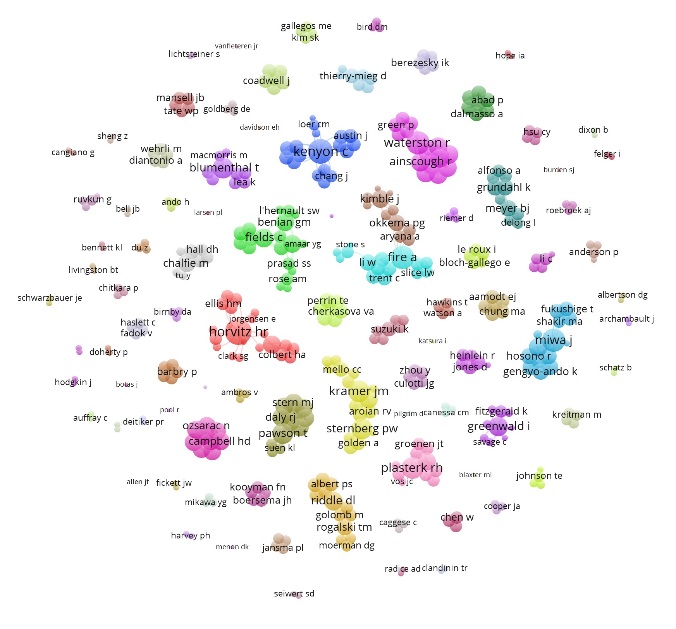 gallegos me
kim sk
bird dm
vanfleteren jr
lichtsteiner s
hope ia
berezesky ik
thierry-mieg d
coadwell j
mansell jb
tate wp
goldberg de
abad p
dalmasso a
loer cm
davidson eh
austin j
green p
hsu cy
dixon b
sheng z
cangiano g
wehrli m
diantonio a
macmorris m
blumenthal t
lea k
kenyon c
chang j
waterston r
ainscough r
felger i
alfonso a
grundahl k
burden sj
ruvkun g
bell jb
ando h
larsen pl
l'hernault sw
benian gm
fields c
amaar yg
kimble j
okkema pg
aryana a
riemer d
meyer bj
delong l
roebroek aj
bennett kl
du z
hall dh
chalfie m
tu y
prasad ss
rose am
stone s
li w
fire a
trent c
slice lw
le roux i
bloch-gallego e
li c
anderson p
livingston bt
chitkara p
schwarzbauer je
ellis hm
perrin te
cherkasova va
hawkins t
watson a
aamodt ej
chung ma
fukushige t
shakir ma
albertson dg
archambault j
haslett c
fadok v
birnby da
jorgensen e
horvitz hr
clark sg
colbert ha
suzuki k
katsura i
miwa j
hosono r
gengyo-ando k
doherty p
heinlein r
jones d
schatz b
hodgkin j
botas j
barbry p
mello cc
kramer jm
zhou y
culotti jg
ambros v
auffray c
deitiker pr
pool r
ozsarac n
campbell hd
stern mj
daly rj
pawson t
suen kl
aroian rv
pilgrim d
canessa cm
sternberg pw
golden a
fitzgerald k
greenwald i
savage c
kreitman m
groenen jt
plasterk rh
vos jc
blaxter ml
johnson te
allen jf
fickett jw
mikawa yg
kooyman fn
boersema jh
albert ps
riddle dl
golomb m
rogalski tm
moerman dg
caggese c
chen w
cooper ja
harvey ph
menon dk
jansma pl
clandinin tr
seiwert sd